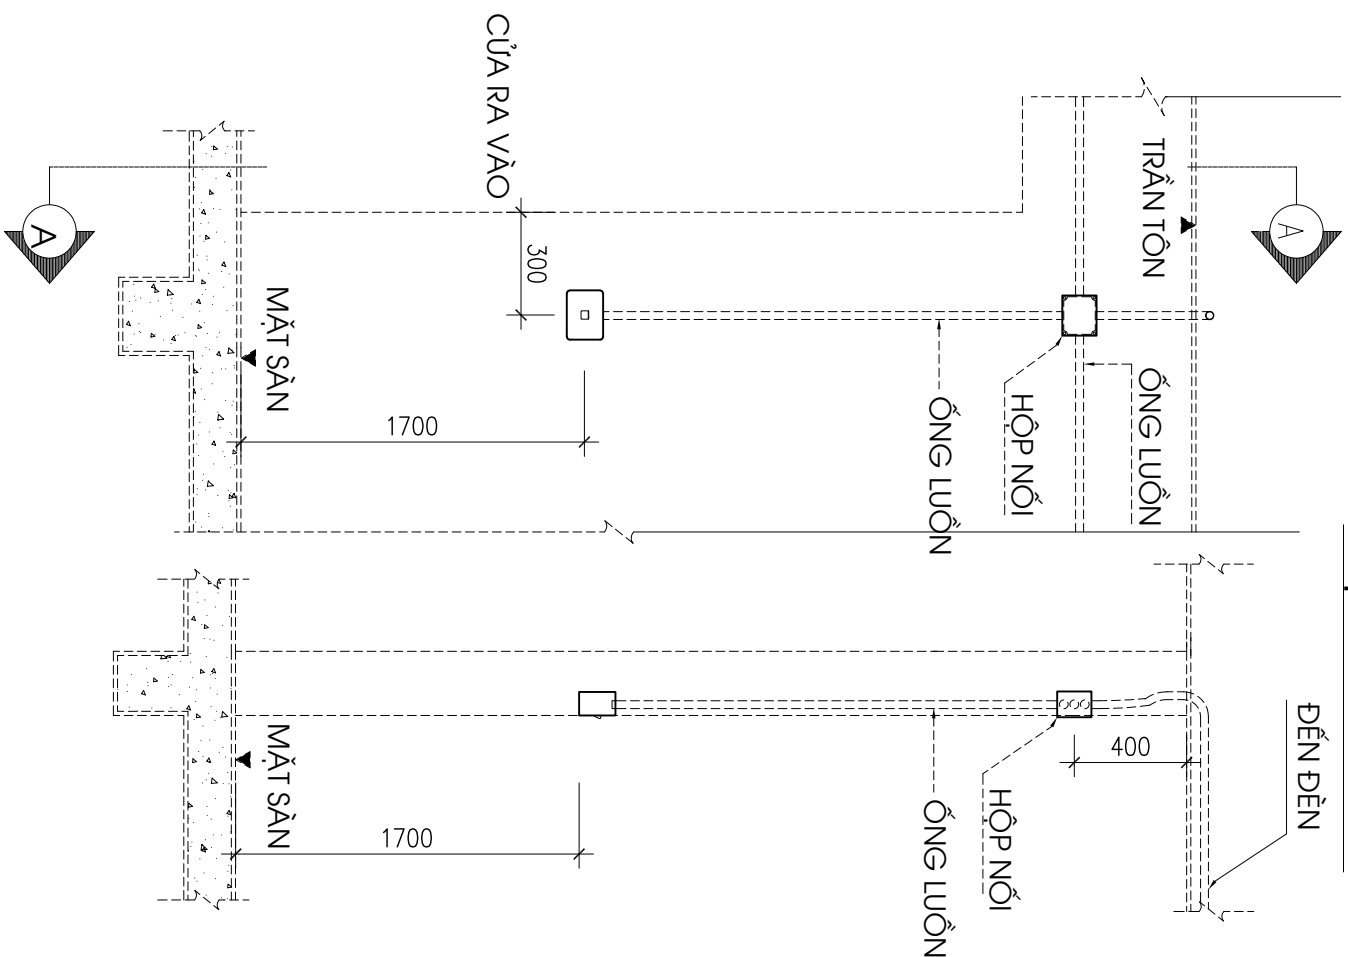 A
TRẦN TÔN
CỬA RA VÀO
A
300
ỐNG LUỒN
HỘP NỐI
ỐNG LUỒN
1700
MẶT SÀN
ĐẾN ĐÈN
400
HỘP NỐI
ỐNG LUỒN
1700
MẶT SÀN